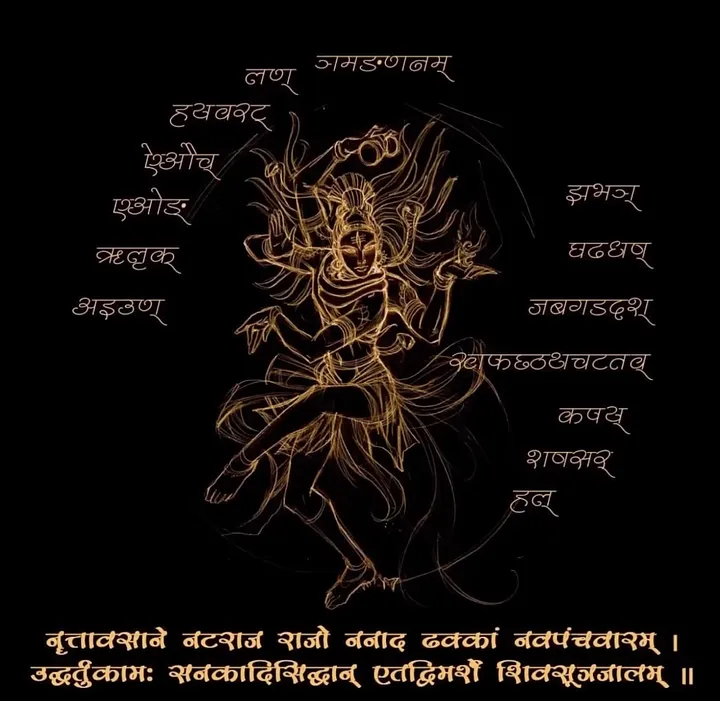 अइउण्
ऋलृक्
एओङ्
ऐऔच्
हयवरट्
लण्
ञमङणनम्
झभञ्
घढधष्
जबगडदश्
खफछठथचटतव्
कपय्
शषसर्
हल्
नृत्तावसाने नटराज राजो ननाद ढक्कां नवपंचवारम् ।
उद्धर्तुंकामः सनकादिसिद्धान् एतद्विमर्शे शिवसूत्रजालम् ॥